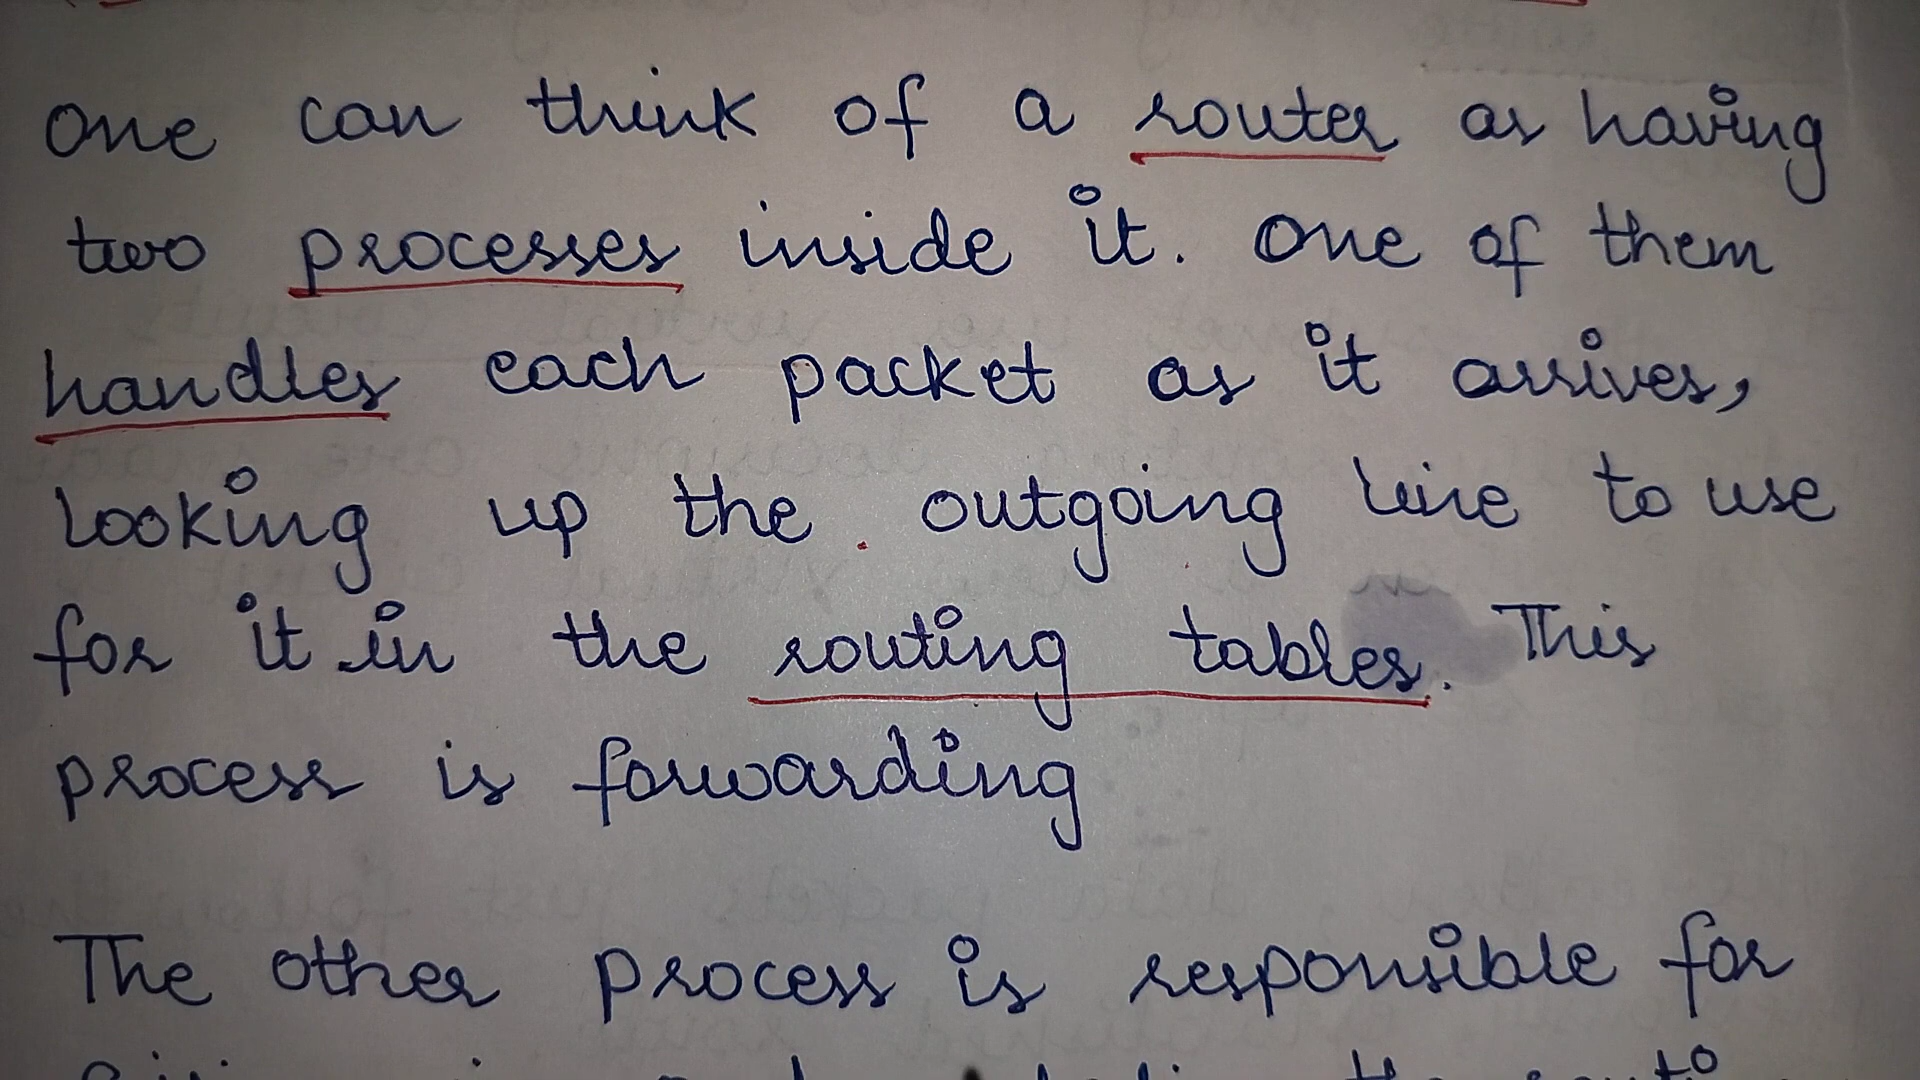 One can think of a router as having
two processes inside it. One of them
handles each packet as it arrives,
looking up the outgoing line to use
for it in the routing tables. This
process is forwarding
The other process is responsible for